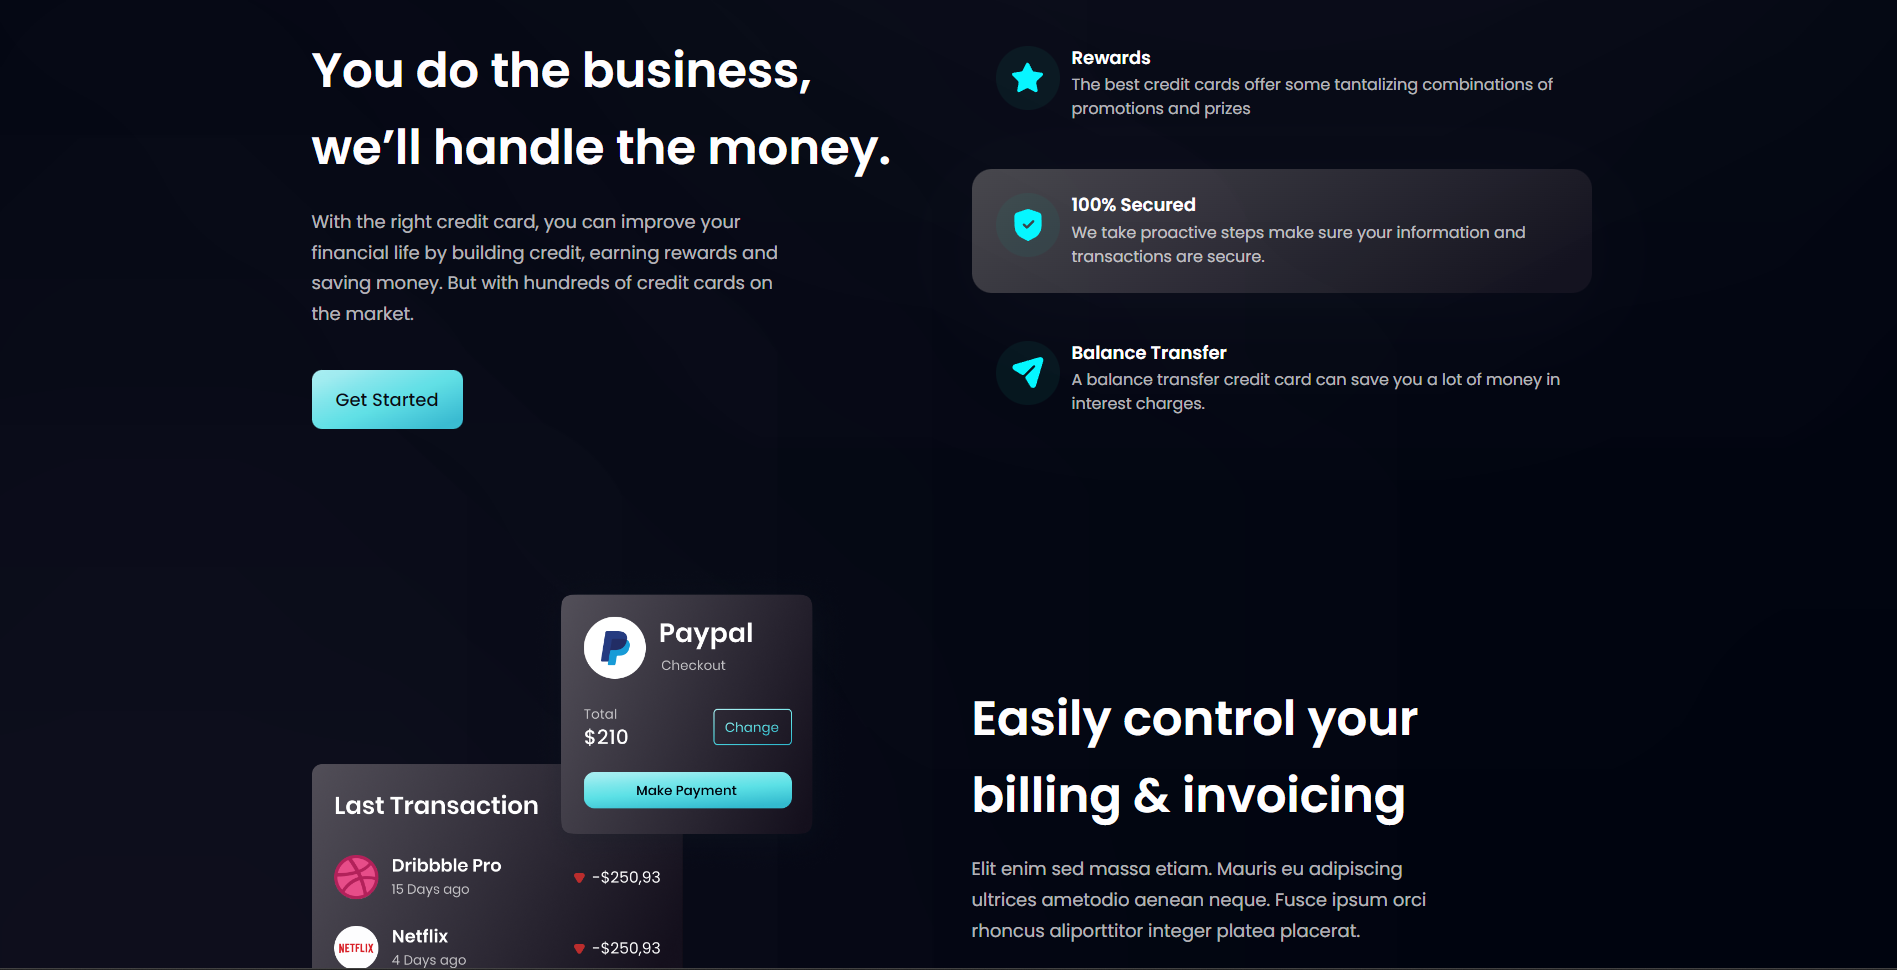 You do the business,
we’ll handle the money.
With the right credit card, you can improve your
financial life by building credit, earning rewards and
saving money. But with hundreds of credit cards on
the market.
Get Started
Rewards
The best credit cards offer some tantalizing combinations of
promotions and prizes
100% Secured
We take proactive steps make sure your information and
transactions are secure.
Balance Transfer
A balance transfer credit card can save you a lot of money in
interest charges.
Paypal
Checkout
Total
$210
Change
Make Payment
Last Transaction
Dribbble Pro
15 Days ago
-$250,93
NETFLIX
Netflix
4 Days ago
-$250,93
Easily control your
billing & invoicing
Elit enim sed massa etiam. Mauris eu adipiscing
ultrices ametodio aenean neque. Fusce ipsum orci
rhoncus aliporttitor integer platea placerat.